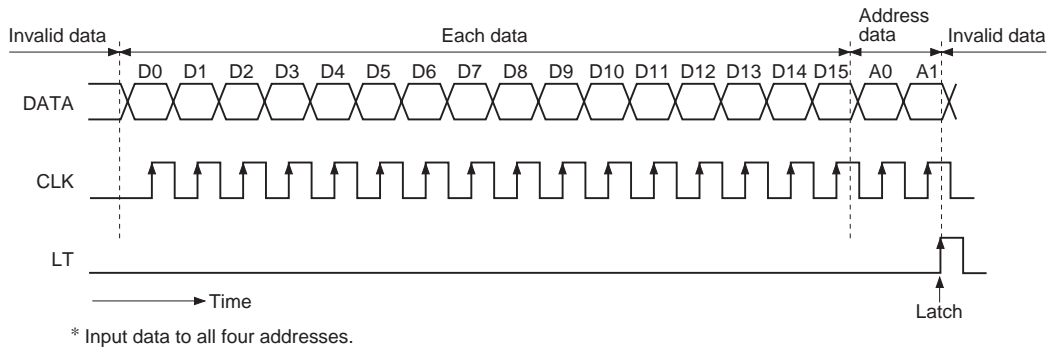 Address
data
Invalid data Each data Invalid data
D0 D1 D2 D3 D4 D5 D6 D7 D8 D9 D10 D11 D12 D13 D14 D15 A0 A1
DATA
CLK
LT
Time
Latch
* Input data to all four addresses.